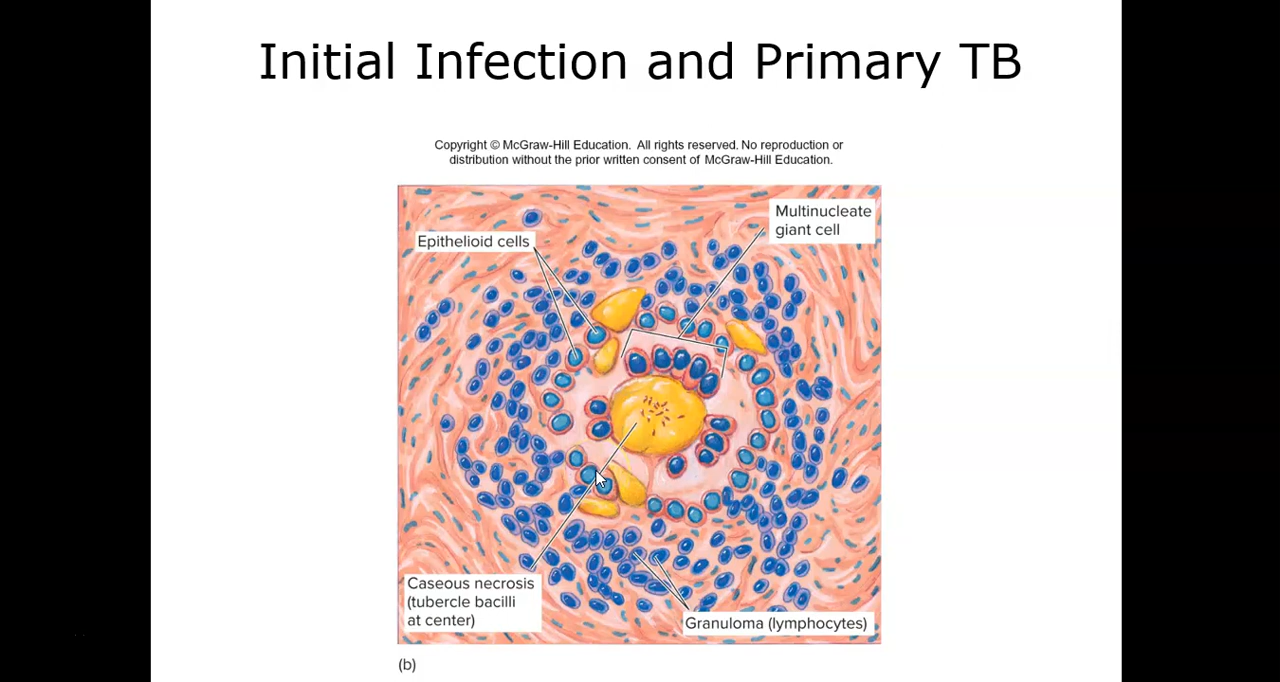 Initial Infection and Primary TB
Copyright © McGraw-Hill Education. All rights reserved. No reproduction or
distribution without the prior written consent of McGraw-Hill Education.
Multinucleate
giant cell
Epithelioid cells
Caseous necrosis
(tubercle bacilli
at center)
Granuloma (lymphocytes)
(b)